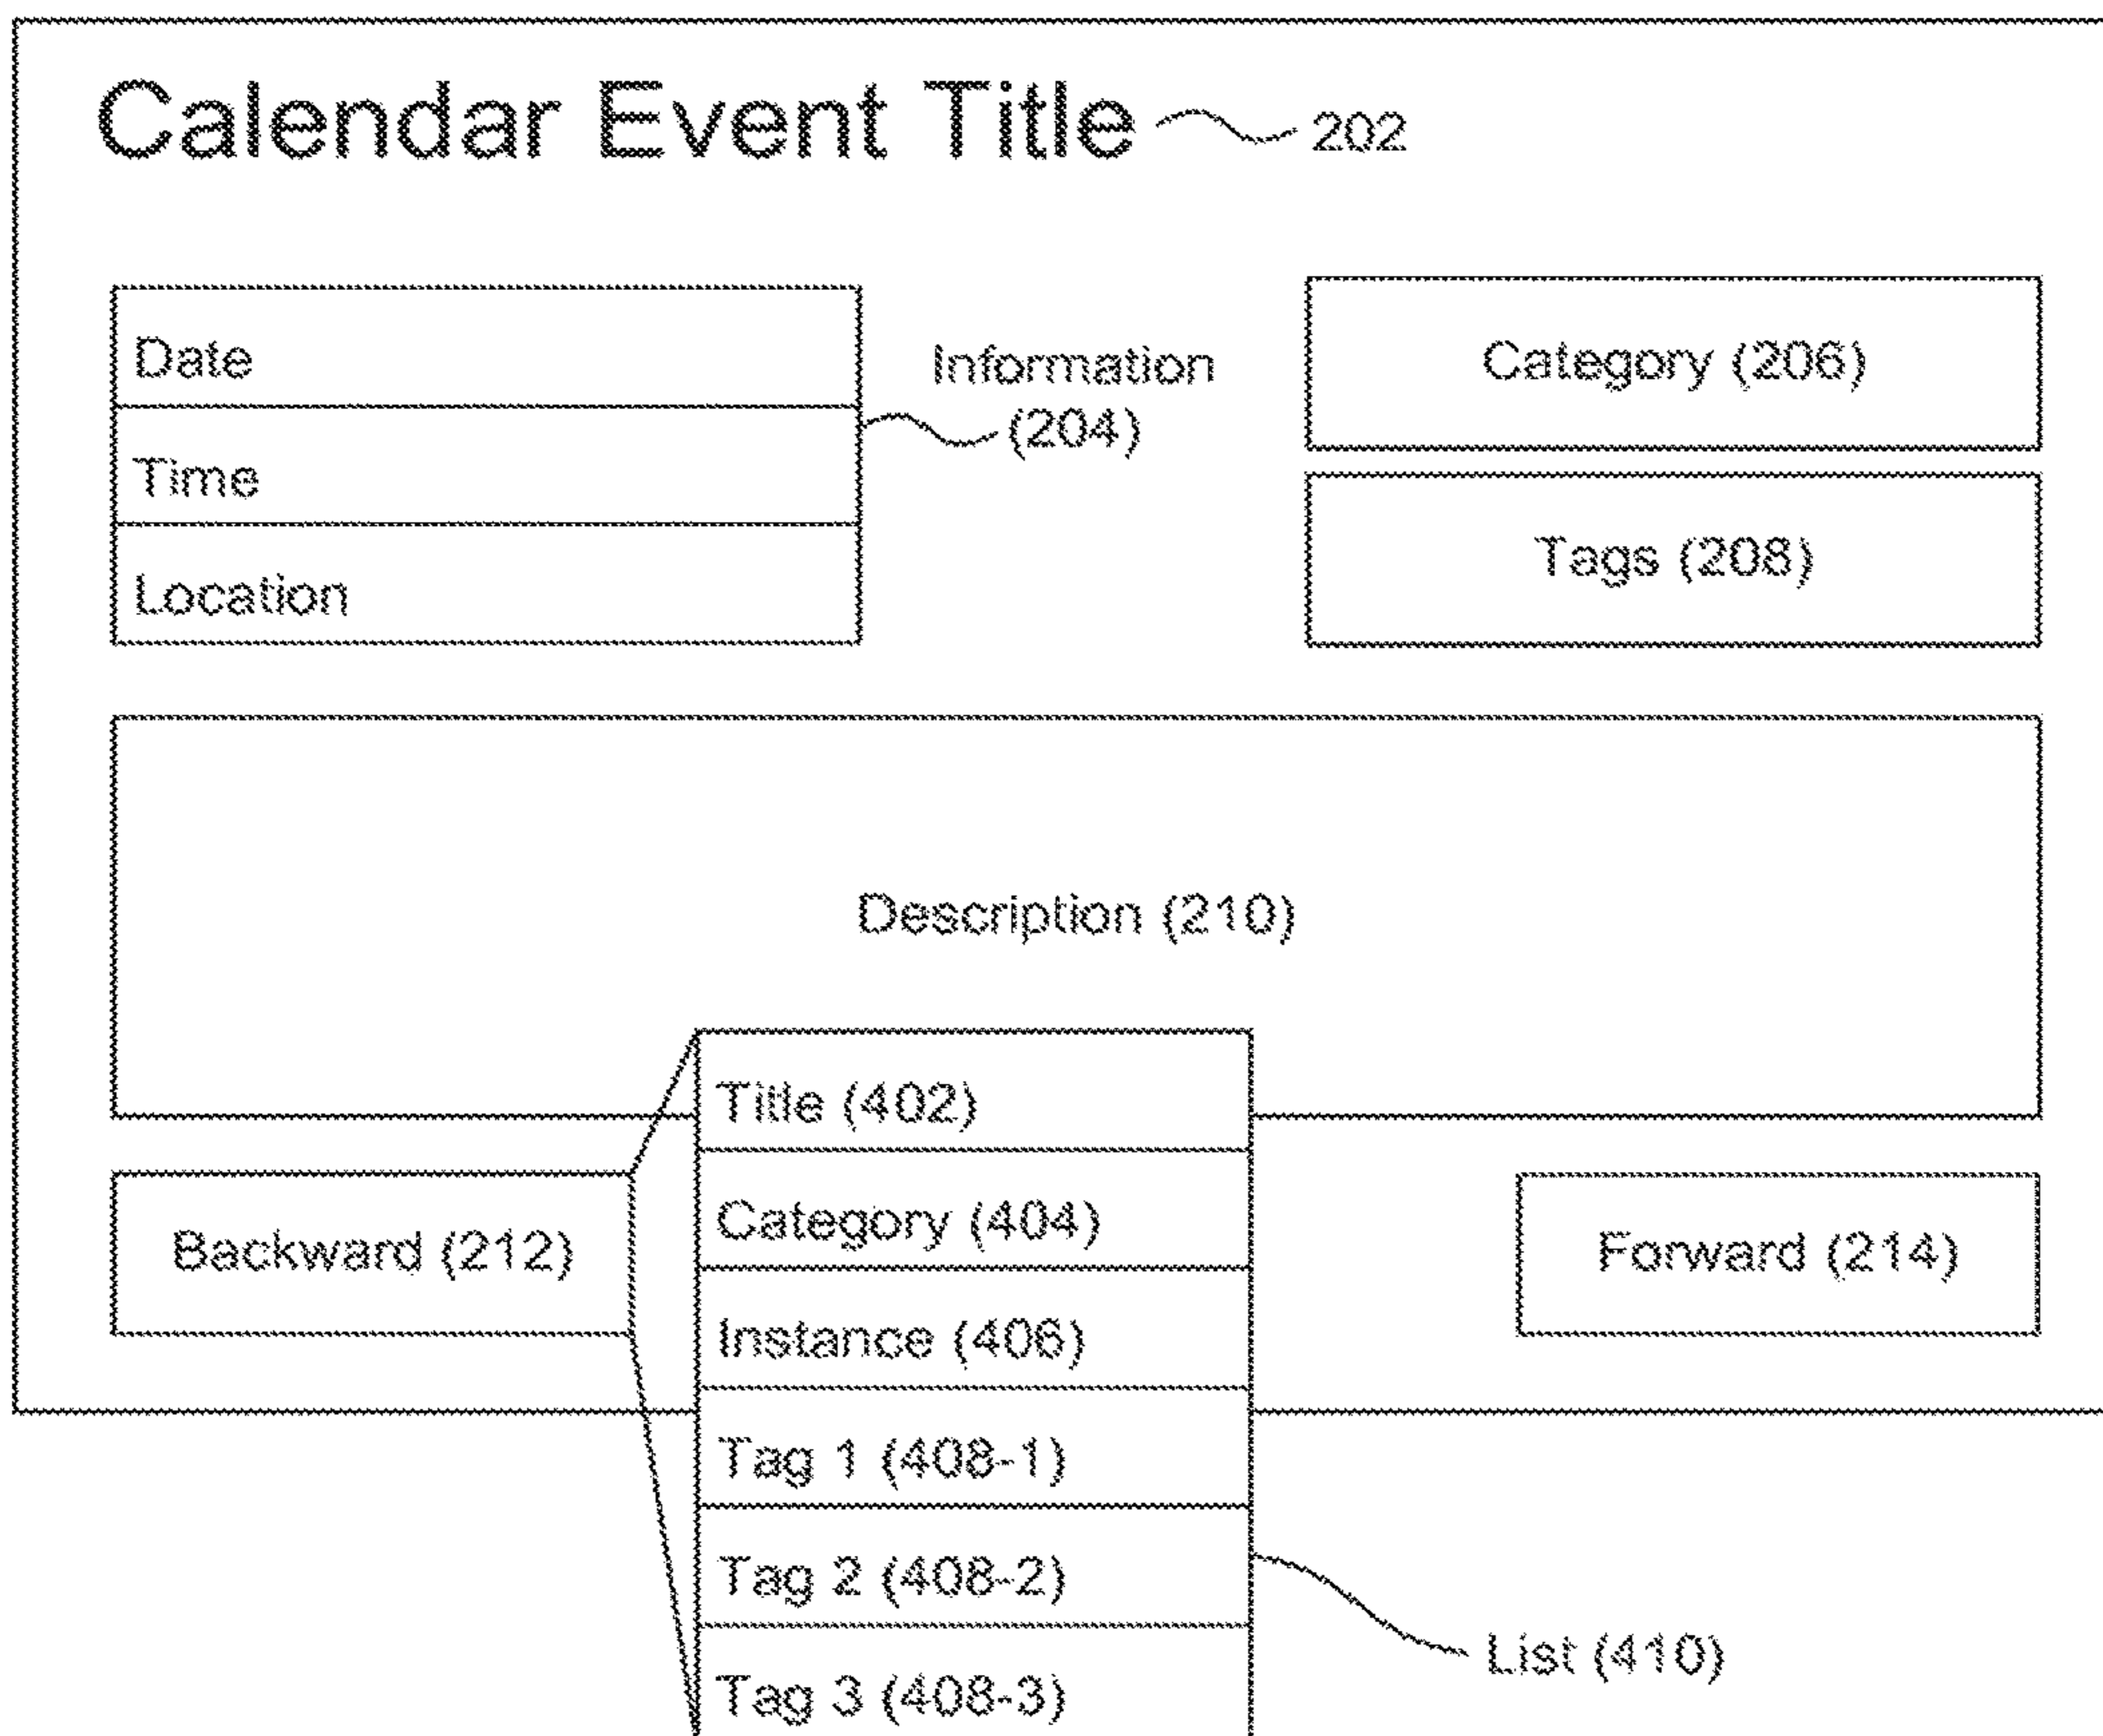 Calendar Event Title 202
Date
Time
Location
Information
(204)
Category (206)
Tags (208)
Description (210)
Backward (212)
Title (402)
Category (404)
Instance (406)
Tag 1 (408-1)
Tag 2 (408-2)
Tag 3 (408-3)
Forward (214)
List (410)